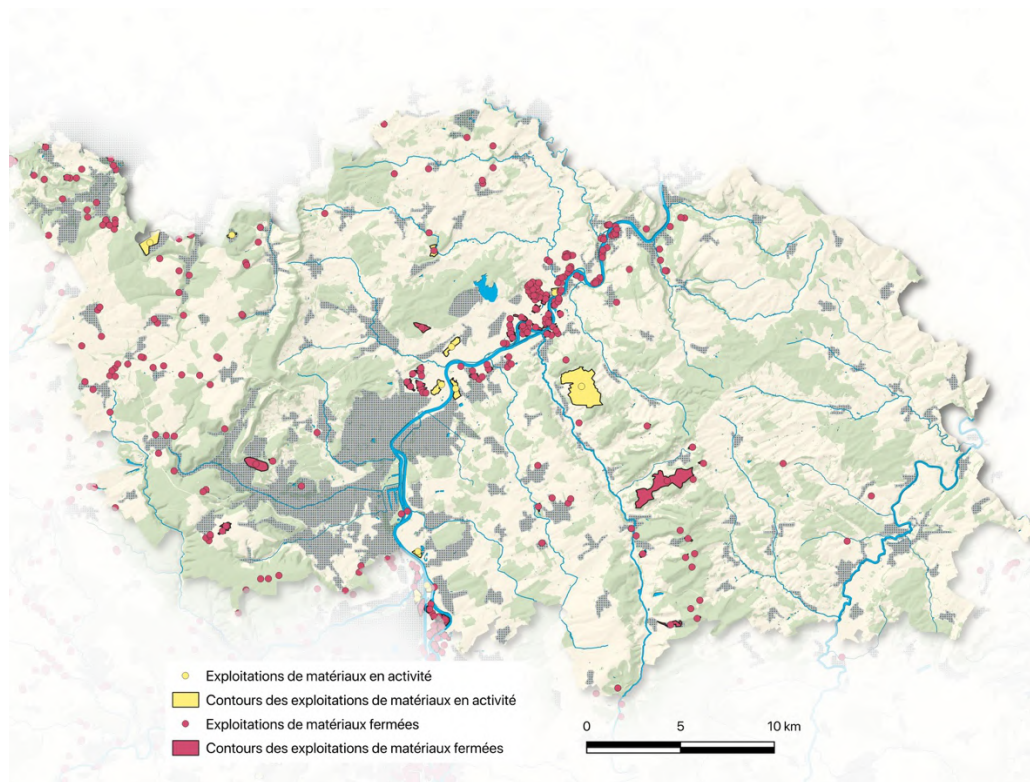 Exploitations de matériaux en activité
Contours des exploitations de matériaux en activité
Exploitations de matériaux fermées
Contours des exploitations de matériaux fermées
0 5 10 km